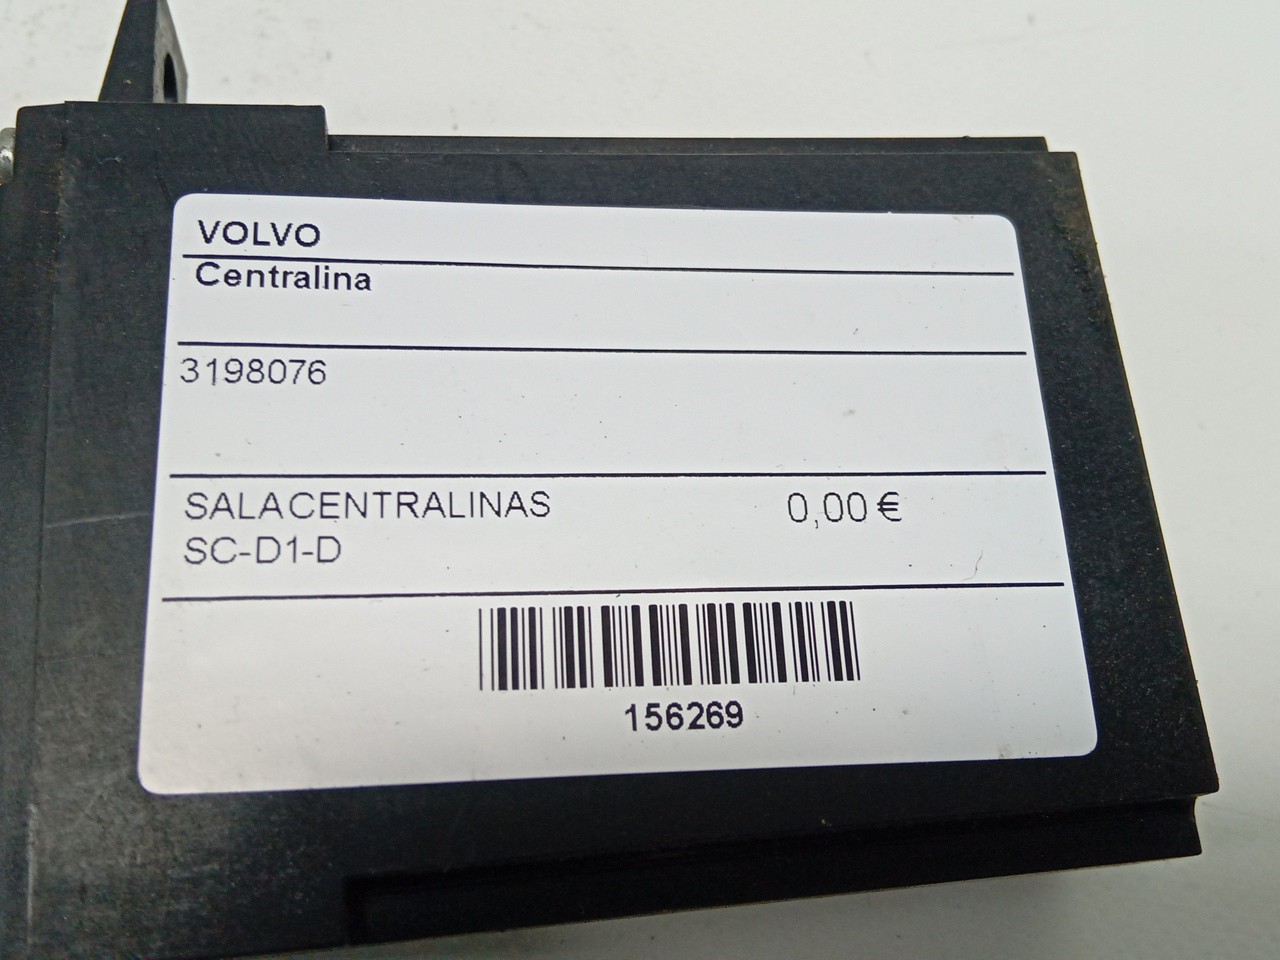 VOLVO
Centralina
3198076
SALACENTRALINAS 0,00 €
SC-D1-D
156269